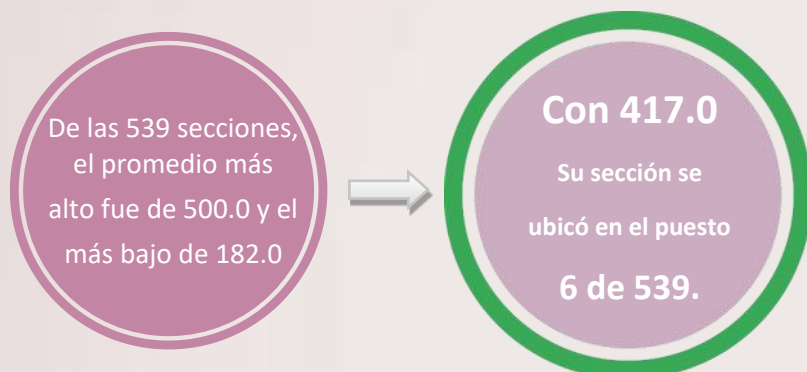 De las 539 secciones,
el promedio más
alto fue de 500.0 y el
más bajo de 182.0
Con 417.0
Su sección se
ubicó en el puesto
6 de 539.